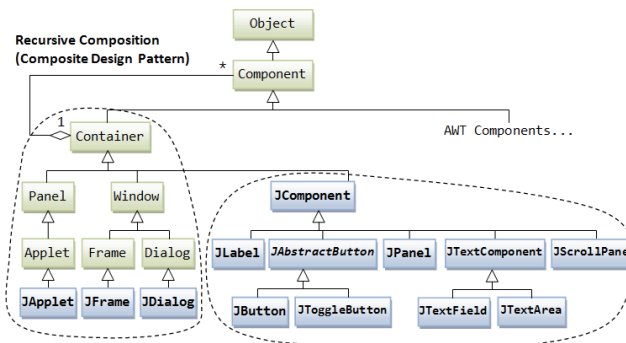 Object
Recursive Composition
(Composite Design Pattern)
*
Component
1
Container
AWT Components...
Panel
Window
JComponent
Applet
Frame
Dialog
JLabel
JAbstractButton
JPanel
JTextComponent
JScrollPane
JApplet
JFrame
JDialog
JButton
JToggleButton
JTextField
JTextArea